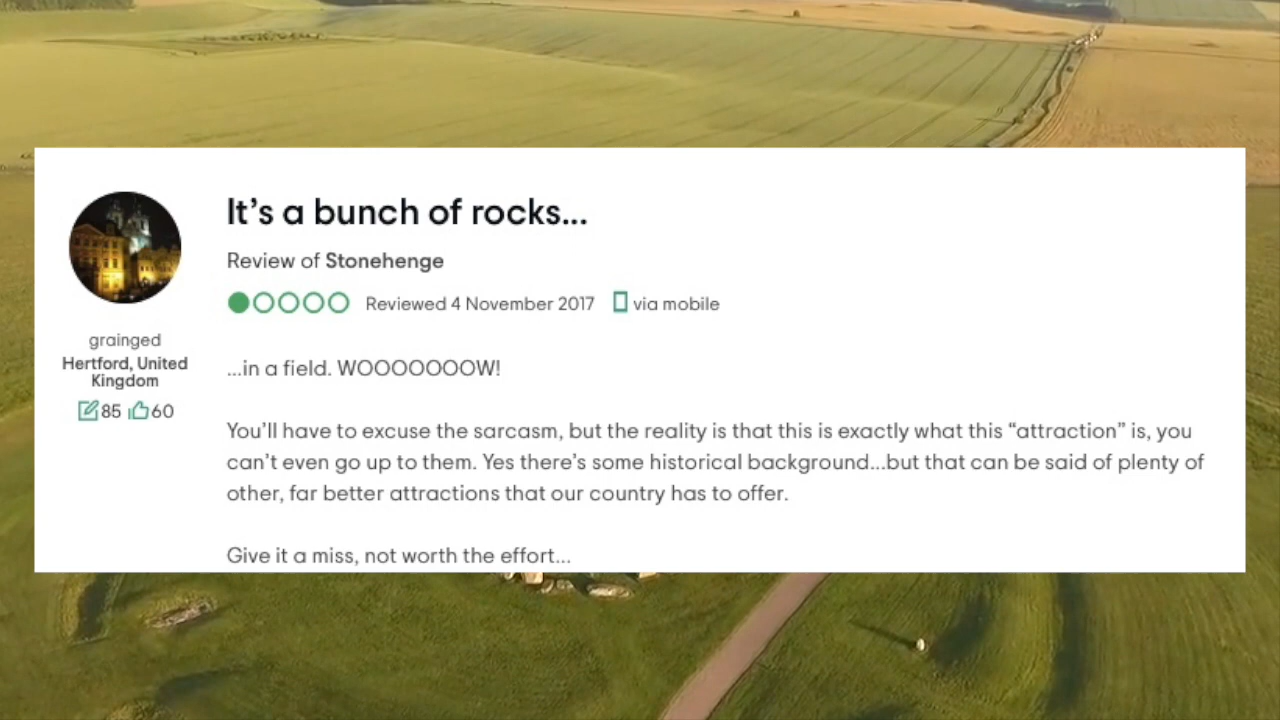 It's a bunch of rocks...
Review of Stonehenge
Reviewed 4 November 2017 via mobile
grainged
Hertford, United
Kingdom
85 60
...in a field. WOOOOOOOW!
You'll have to excuse the sarcasm, but the reality is that this is exactly what this “attraction” is, you
can't even go up to them. Yes there's some historical background...but that can be said of plenty of
other, far better attractions that our country has to offer.
Give it a miss, not worth the effort...